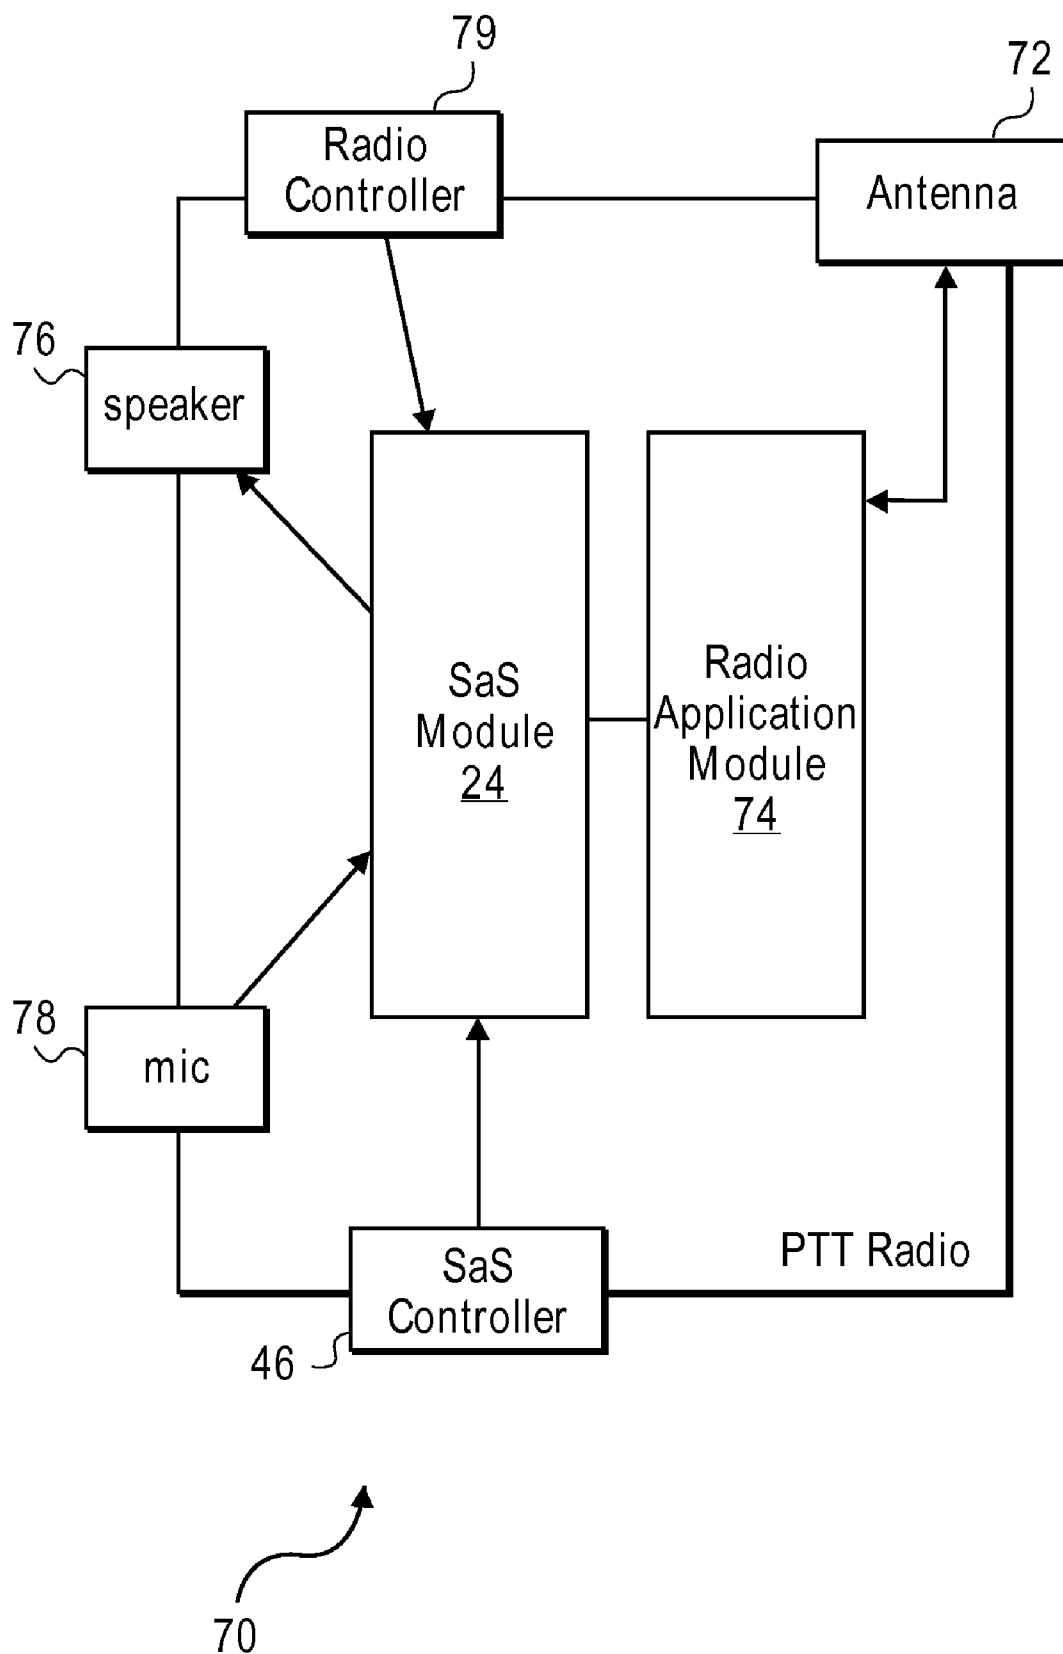 79
72
Radio
Controller
Antenna
76
speaker
SaS
Module
24
Radio
Application
Module
74
78
mic
SaS
Controller
PTT Radio
46
70